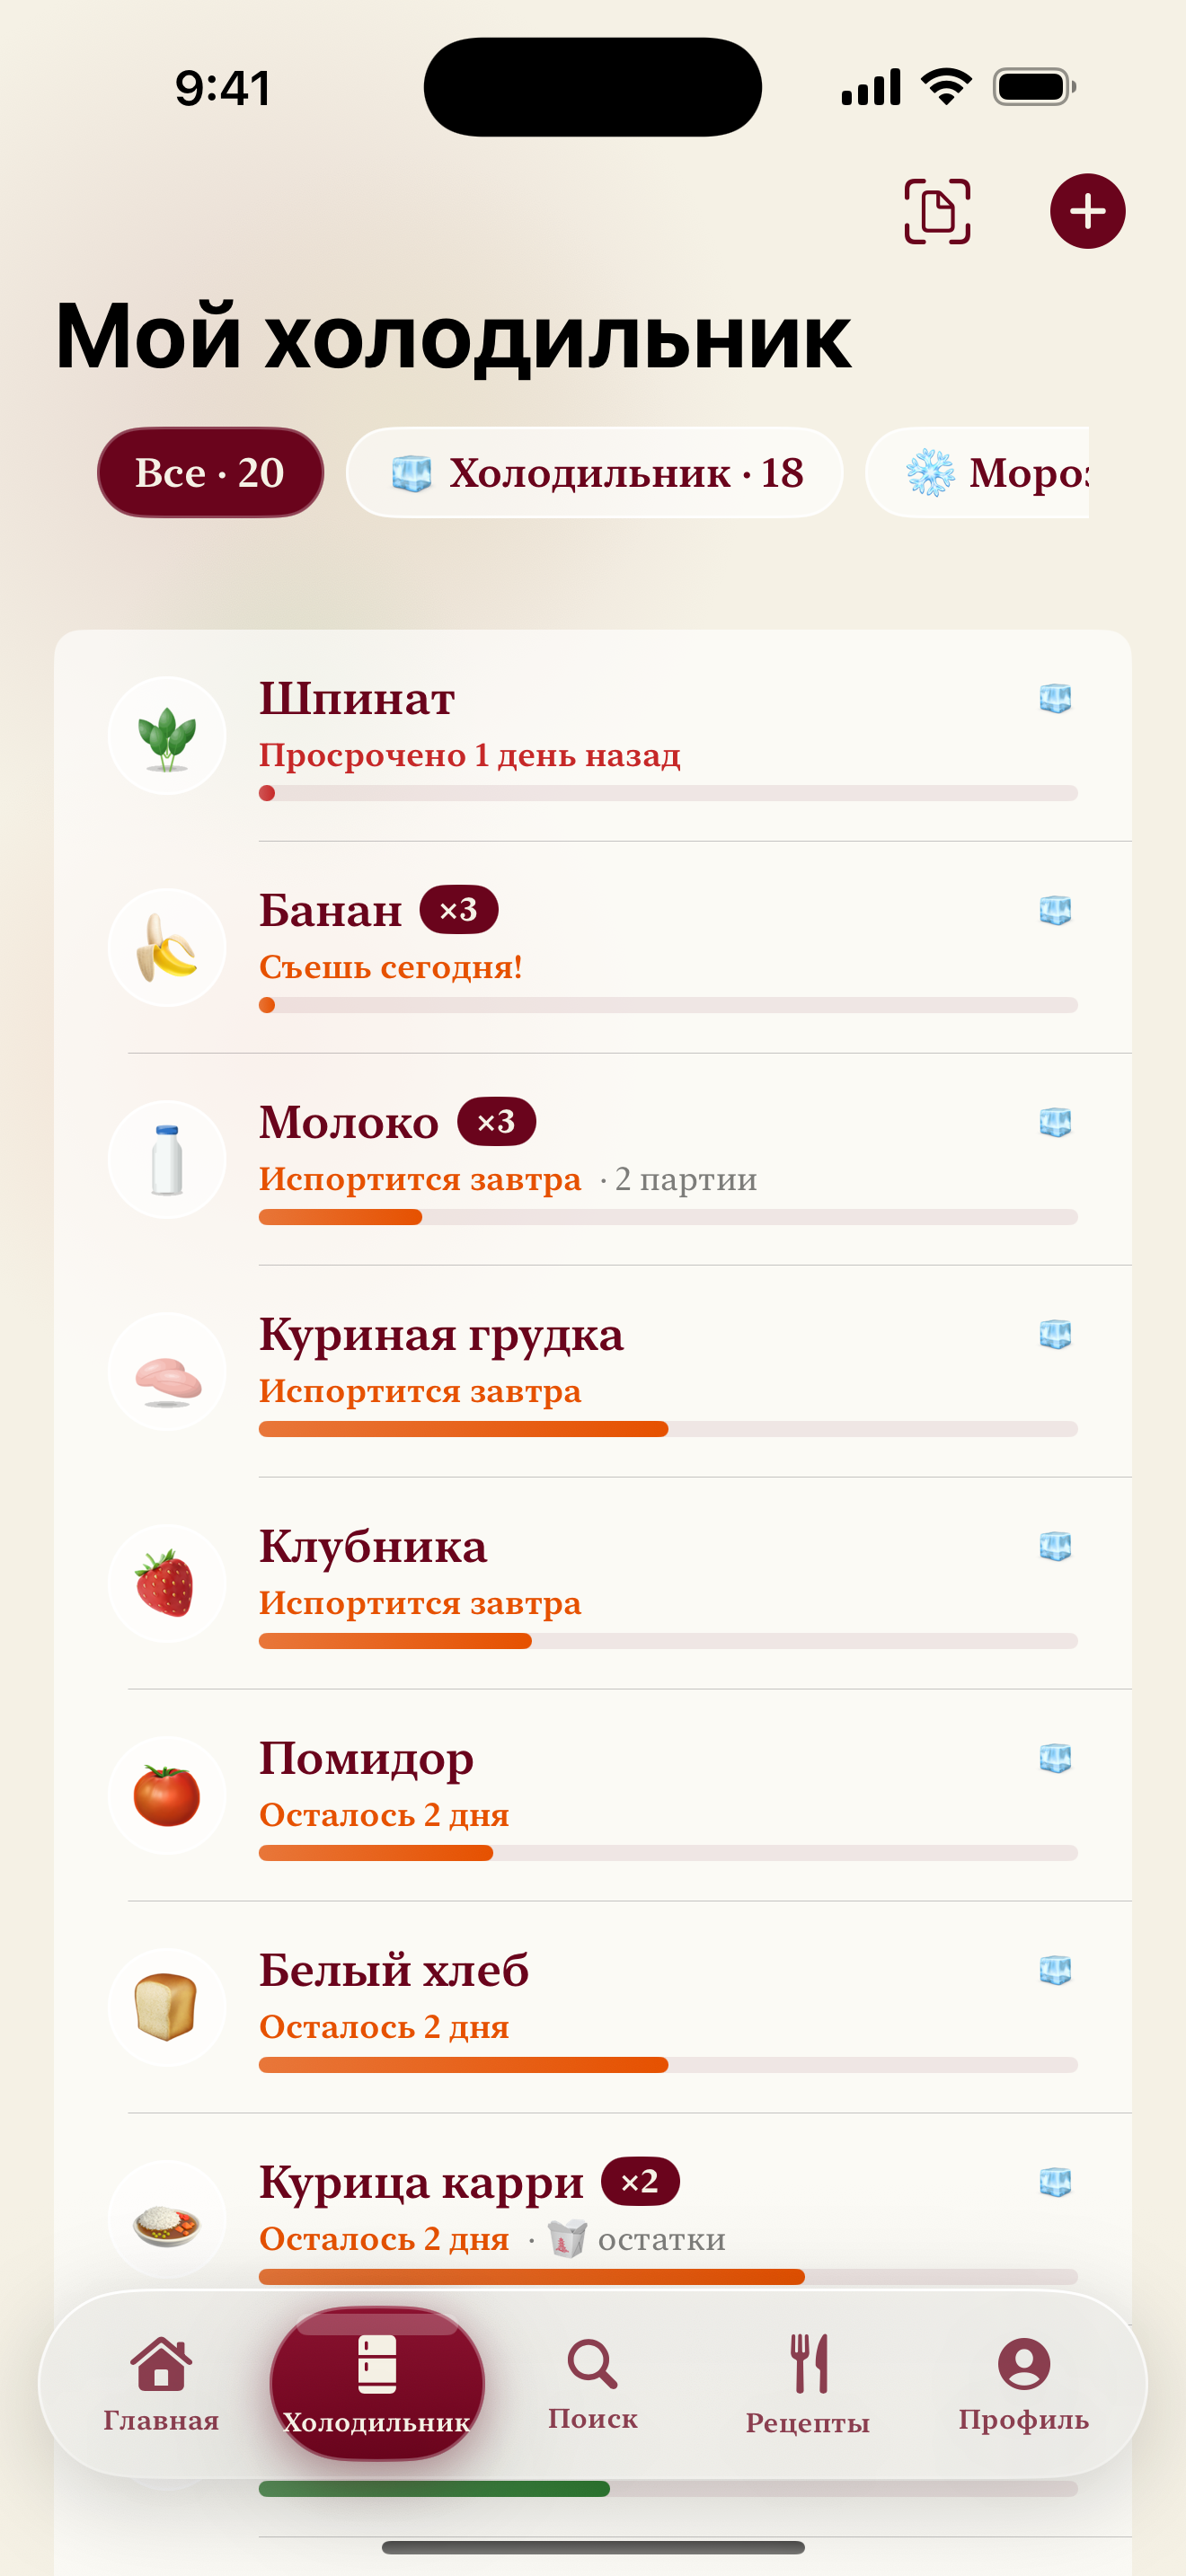 9:41
Мой холодильник
Все · 20
Холодильник · 18
Мороз
Шпинат
Просрочено 1 день назад
Банан ×3
Съешь сегодня!
Молоко ×3
Испортится завтра · 2 партии
Куриная грудка
Испортится завтра
Клубника
Испортится завтра
Помидор
Осталось 2 дня
Белый хлеб
Осталось 2 дня
Курица карри ×2
Осталось 2 дня · остатки
Главная
Холодильник
Поиск
Рецепты
Профиль